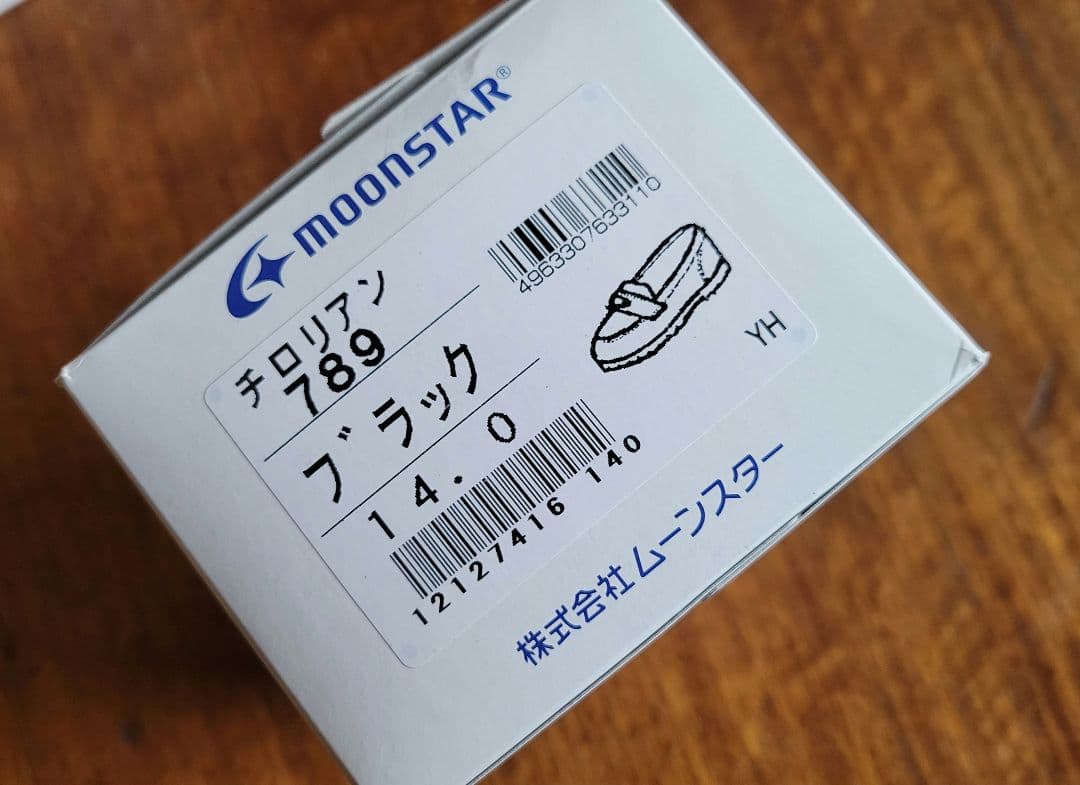 MOONSTAR®
4963307633110
チロリアン
789
ブラック
YH
14.0
12127416 140
株式会社ムーンスター